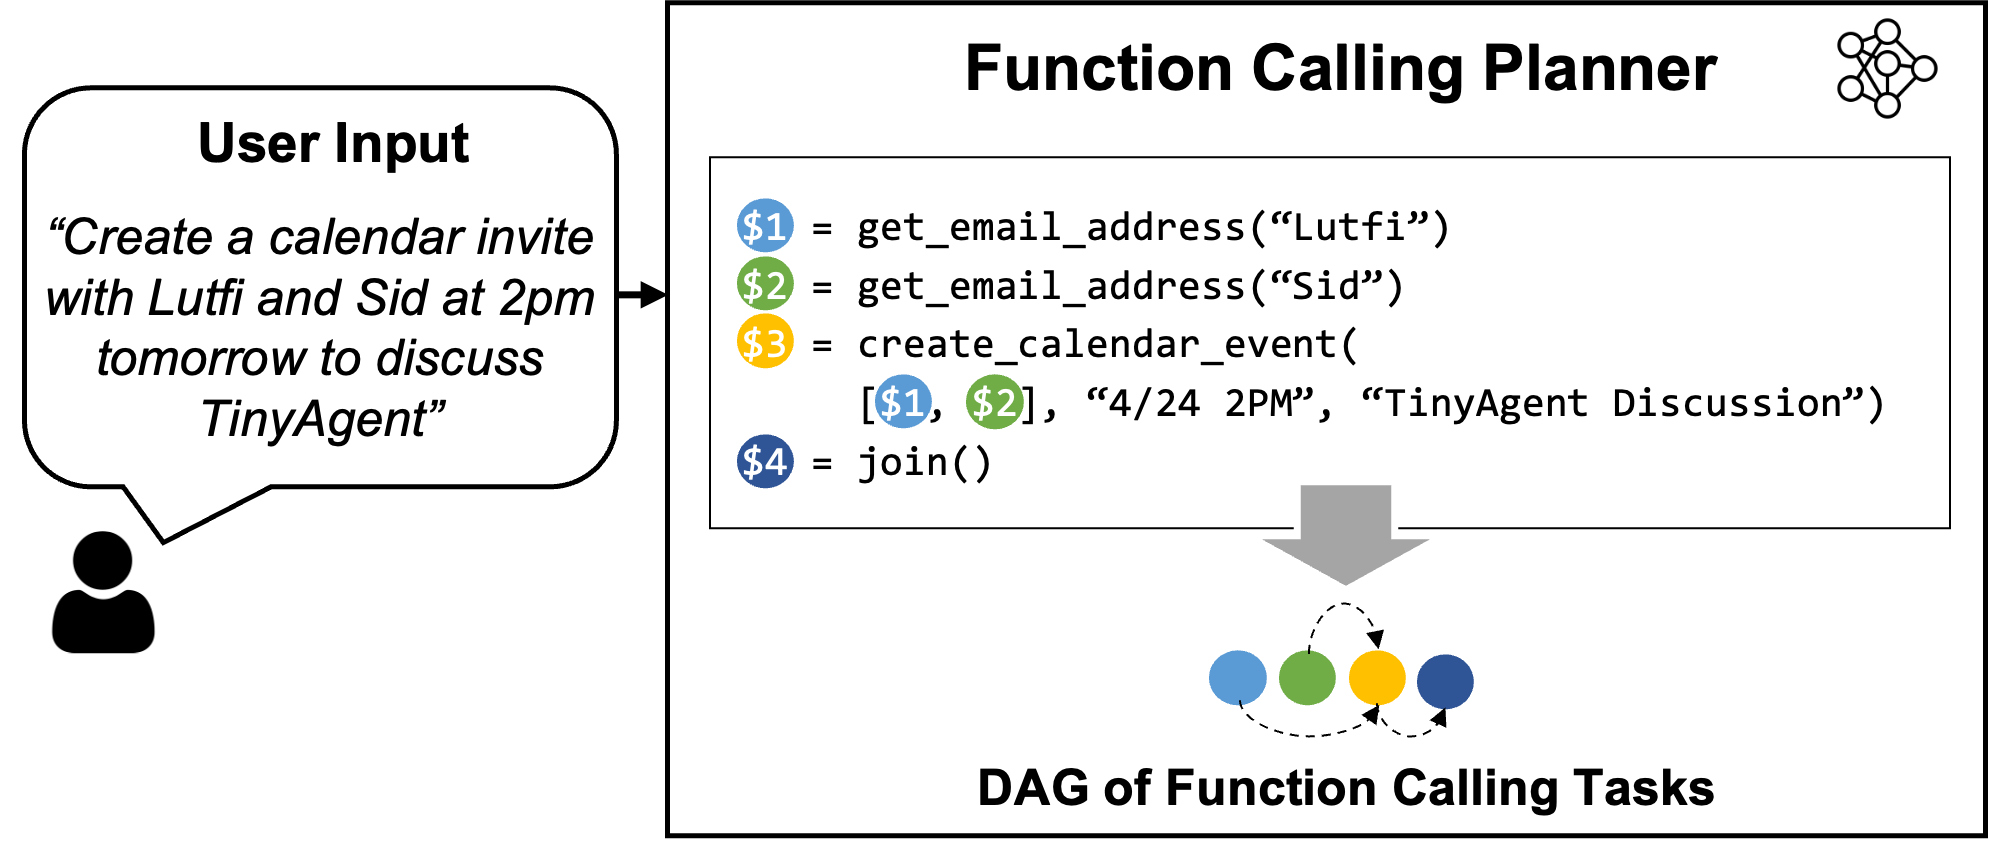 User Input
“Create a calendar invite
with Lutfi and Sid at 2pm
tomorrow to discuss
TinyAgent”
Function Calling Planner
$1 = get_email_address(“Lutfi”)
$2 = get_email_address(“Sid”)
$3 = create_calendar_event(
[$1, $2], “4/24 2PM”, “TinyAgent Discussion”)
$4 = join()
DAG of Function Calling Tasks